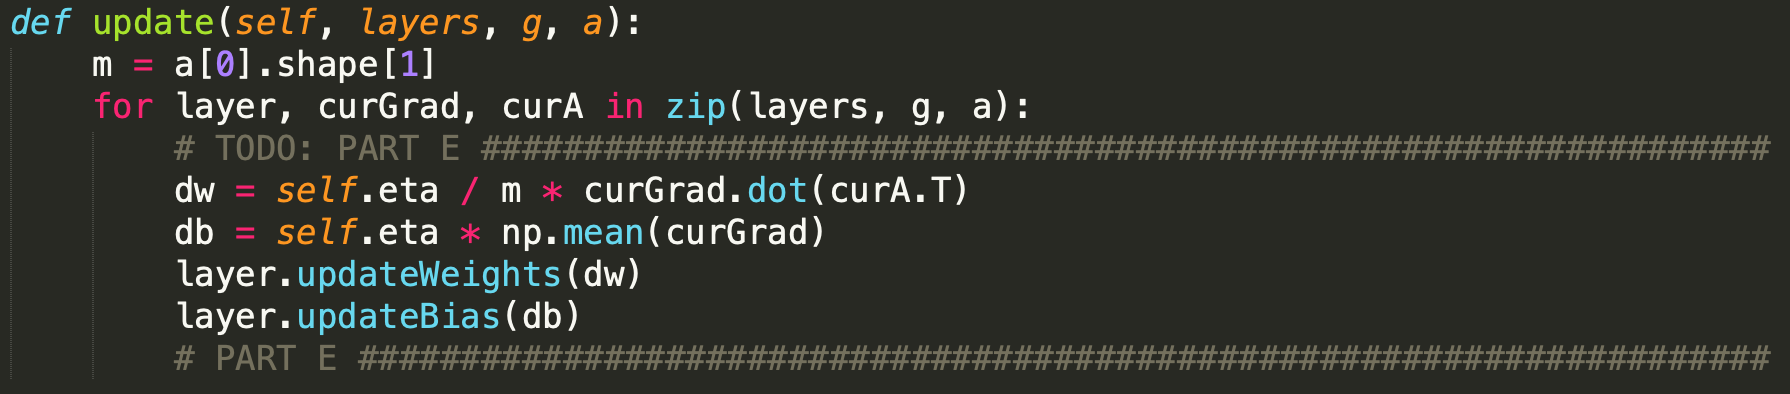 def update(self, layers, g, a):
    m = a[0].shape[1]
    for layer, curGrad, curA in zip(layers, g, a):
        # TODO: PART E ###############################################################
        dw = self.eta / m * curGrad.dot(curA.T)
        db = self.eta * np.mean(curGrad)
        layer.updateWeights(dw)
        layer.updateBias(db)
        # PART E #####################################################################